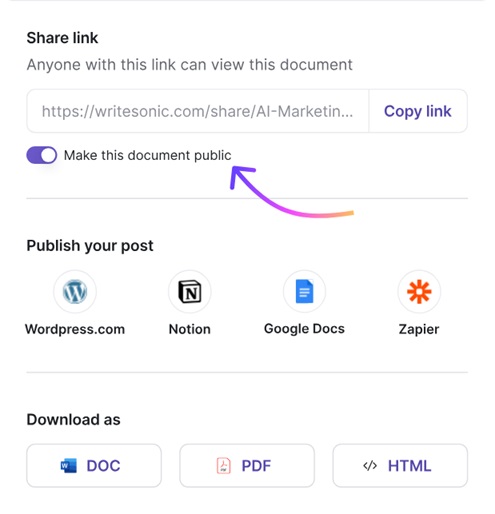 Share link
Anyone with this link can view this document
https://writesonic.com/share/AI-Marketin...
Copy link
Make this document public
Publish your post
Wordpress.com
Notion
Google Docs
Zapier
Download as
DOC
PDF
HTML